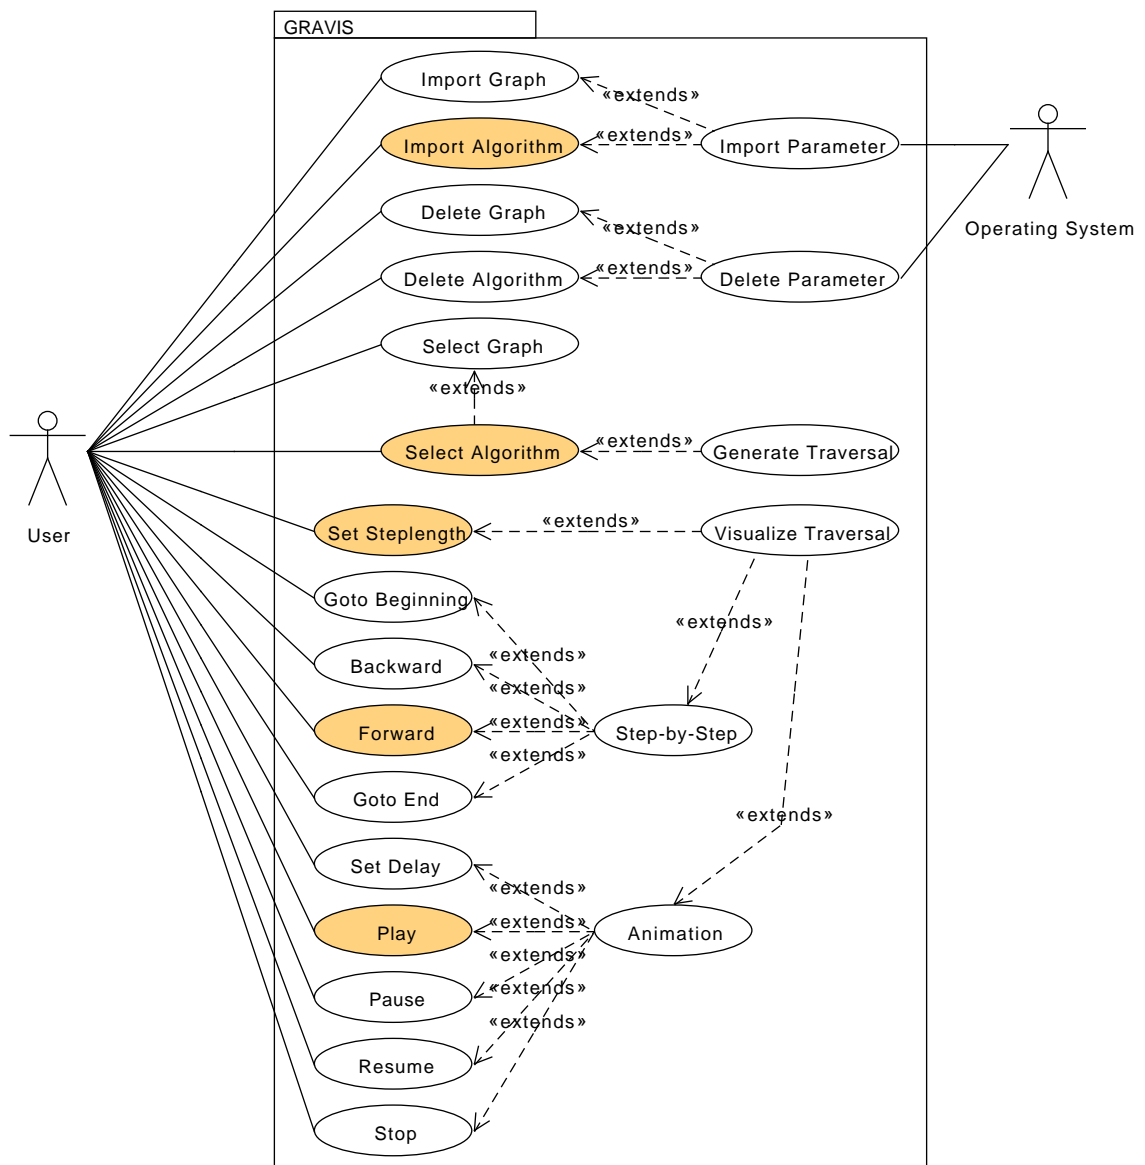 GRAVIS
Import Graph
«extends»
Import Algorithm
«extends»
Import Parameter
Operating System
Delete Graph
«extends»
Delete Algorithm
«extends»
Delete Parameter
Select Graph
«extends»
Select Algorithm
«extends»
Generate Traversal
User
Set Steplength
«extends»
Visualize Traversal
Goto Beginning
«extends»
«extends»
Backward
«extends»
Forward
«extends»
Step-by-Step
«extends»
Goto End
«extends»
Set Delay
«extends»
Play
«extends»
Animation
«extends»
Pause
«extends»
«extends»
Resume
Stop